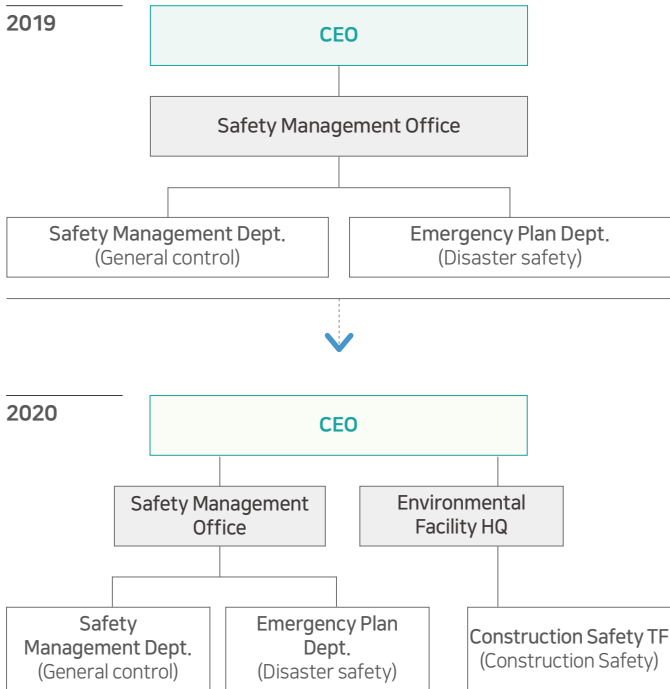 2019
CEO
Safety Management Office
Safety Management Dept.
(General control)
Emergency Plan Dept.
(Disaster safety)
2020
CEO
Safety Management
Office
Environmental
Facility HQ
Safety
Management Dept.
(General control)
Emergency Plan
Dept.
(Disaster safety)
Construction Safety TF
(Construction Safety)